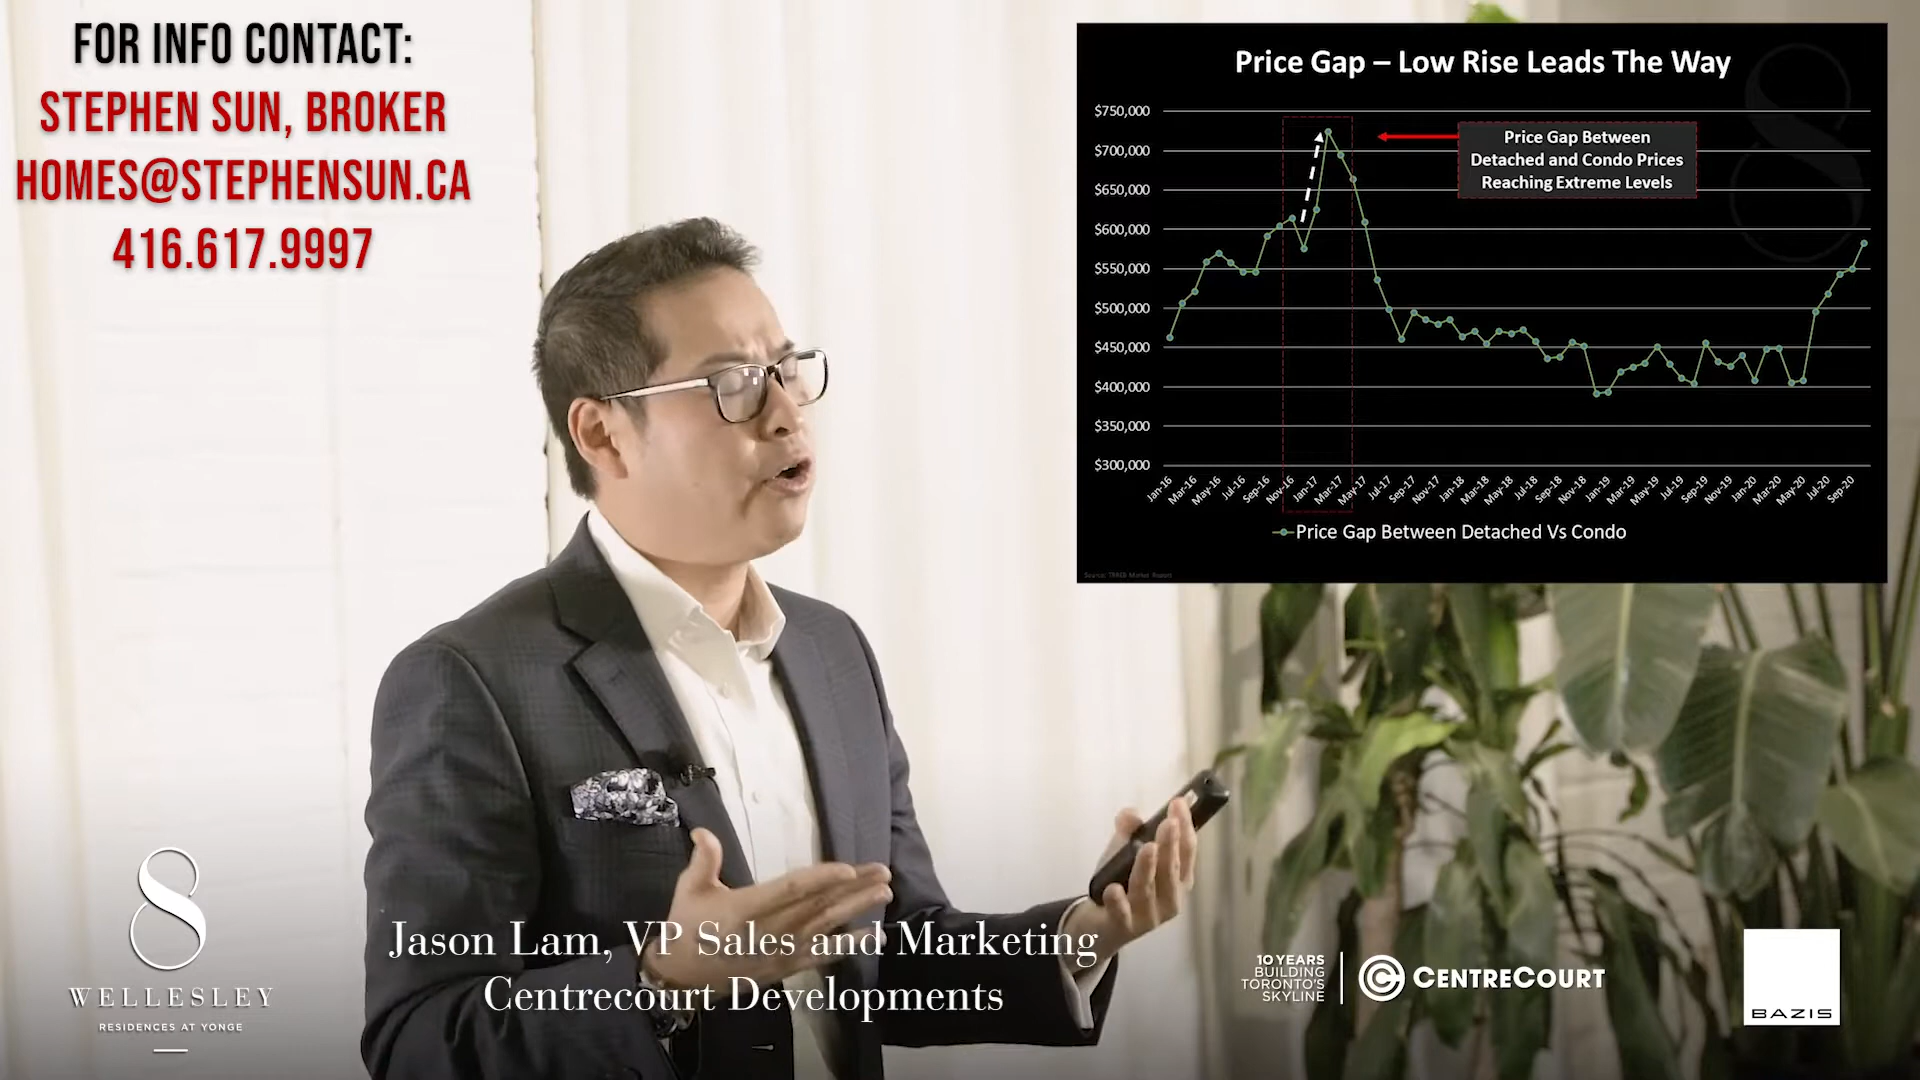 FOR INFO CONTACT:
STEPHEN SUN, BROKER
HOMES@STEPHENSUN.CA
416.617.9997
Price Gap – Low Rise Leads The Way
$750,000
$700,000
$650,000
$600,000
$550,000
$500,000
$450,000
$400,000
$350,000
$300,000
Price Gap Between
Detached and Condo Prices
Reaching Extreme Levels
Jan-16 Mar-16 May-16 Jul-16 Sep-16 Nov-16 Jan-17 Mar-17 May-17 Jul-17 Sep-17 Nov-17 Jan-18 Mar-18 May-18 Jul-18 Sep-18 Nov-18 Jan-19 Mar-19 May-19 Jul-19 Sep-19 Nov-19 Jan-20 Mar-20 May-20 Jul-20 Sep-20
Price Gap Between Detached Vs Condo
Source: TRREB Market Report
8
WELLESLEY
RESIDENCES AT YONGE
Jason Lam, VP Sales and Marketing
Centrecourt Developments
10 YEARS
BUILDING
TORONTO'S
SKYLINE
CENTRECOURT
BAZIS